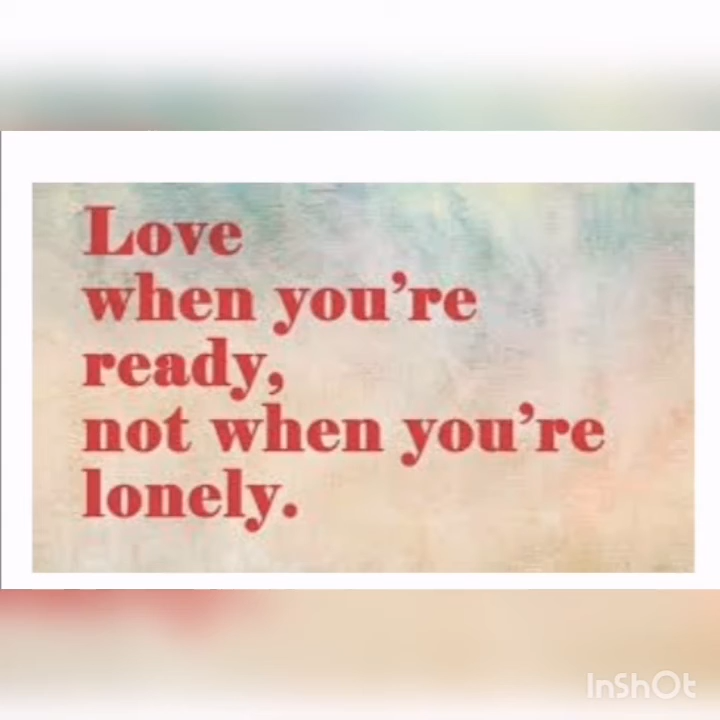 Love
when you’re
ready,
not when you’re
lonely.
InShOt